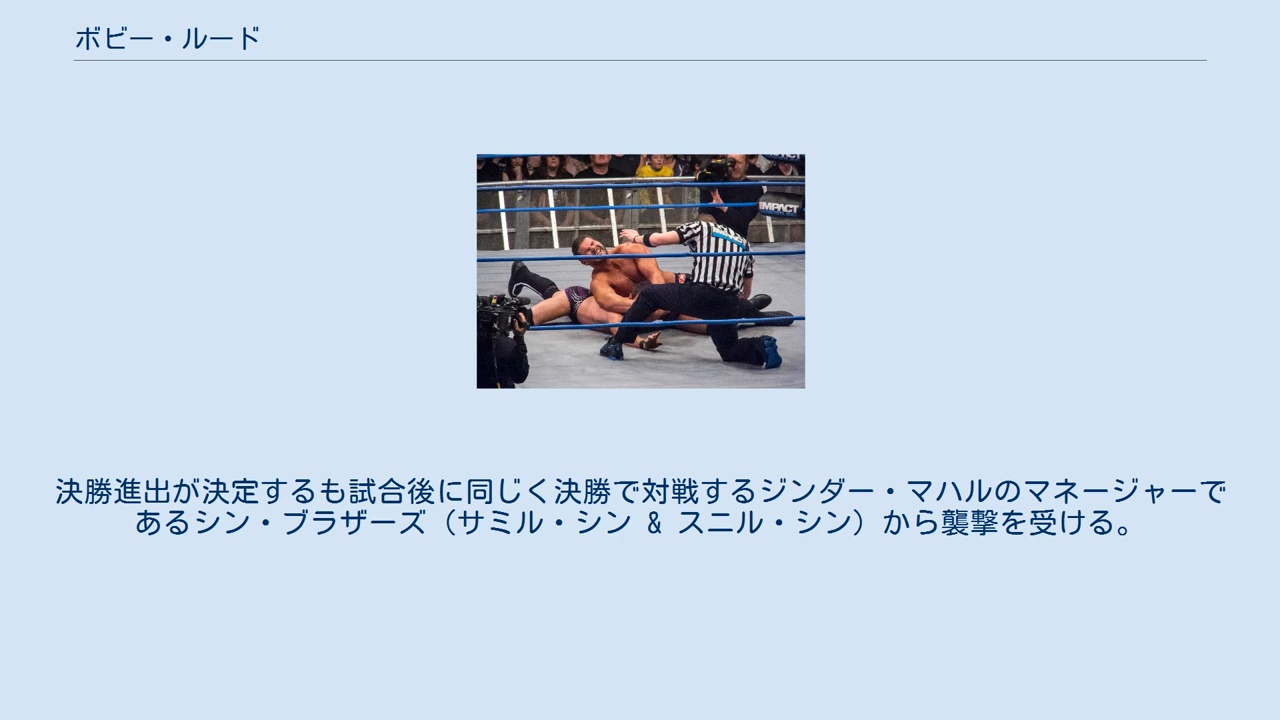 ボビー・ルード
IMPACT
決勝進出が決定するも試合後に同じく決勝で対戦するジンダー・マハルのマネージャーで
あるシン・ブラザーズ（サミル・シン & スニル・シン）から襲撃を受ける。